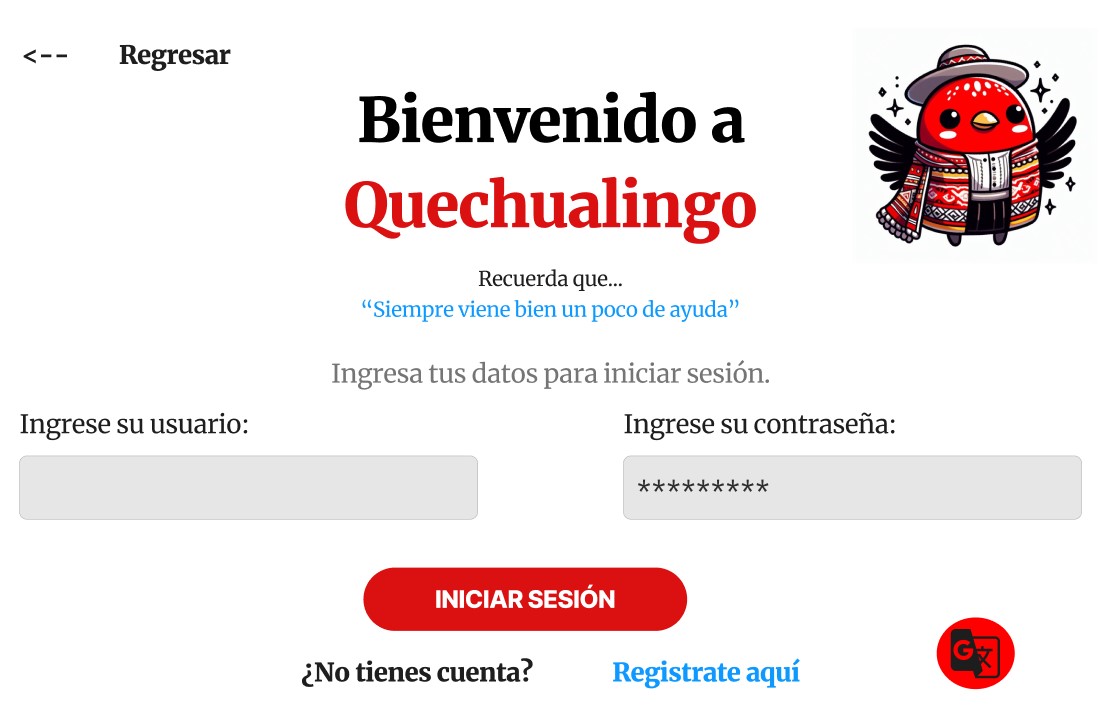 <-- Regresar
Bienvenido a
Quechualingo
Recuerda que...
“Siempre viene bien un poco de ayuda”
Ingresa tus datos para iniciar sesión.
Ingrese su usuario:
Ingrese su contraseña:
*********
INICIAR SESIÓN
¿No tienes cuenta? Registrate aquí
G 文